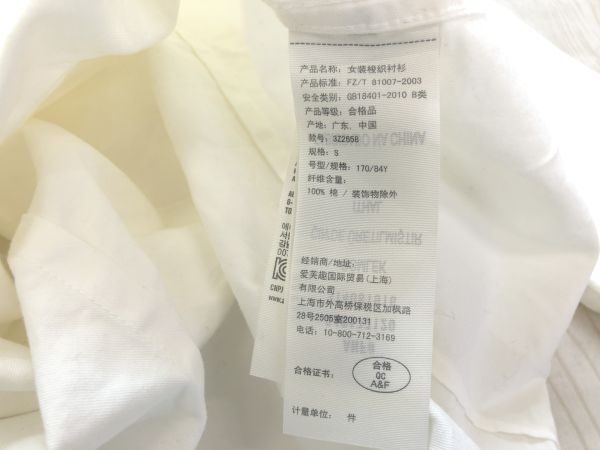 产品名称: 女装梭织衬衫
产品标准: FZ/T 81007-2003
安全类别: GB18401-2010 B类
产品等级: 合格品
产地: 广东, 中国
款号: 3Z2658
规格: S
号型/规格: 170/84Y
纤维含量:
100% 棉 / 装饰物除外
经销商/地址:
爱芙趣国际贸易(上海)
有限公司
上海市外高桥保税区加枫路
28号2505室200131
电话: 10-800-712-3169
合格证书:
合格
QC
A&F
计量单位: 件
CNPJ